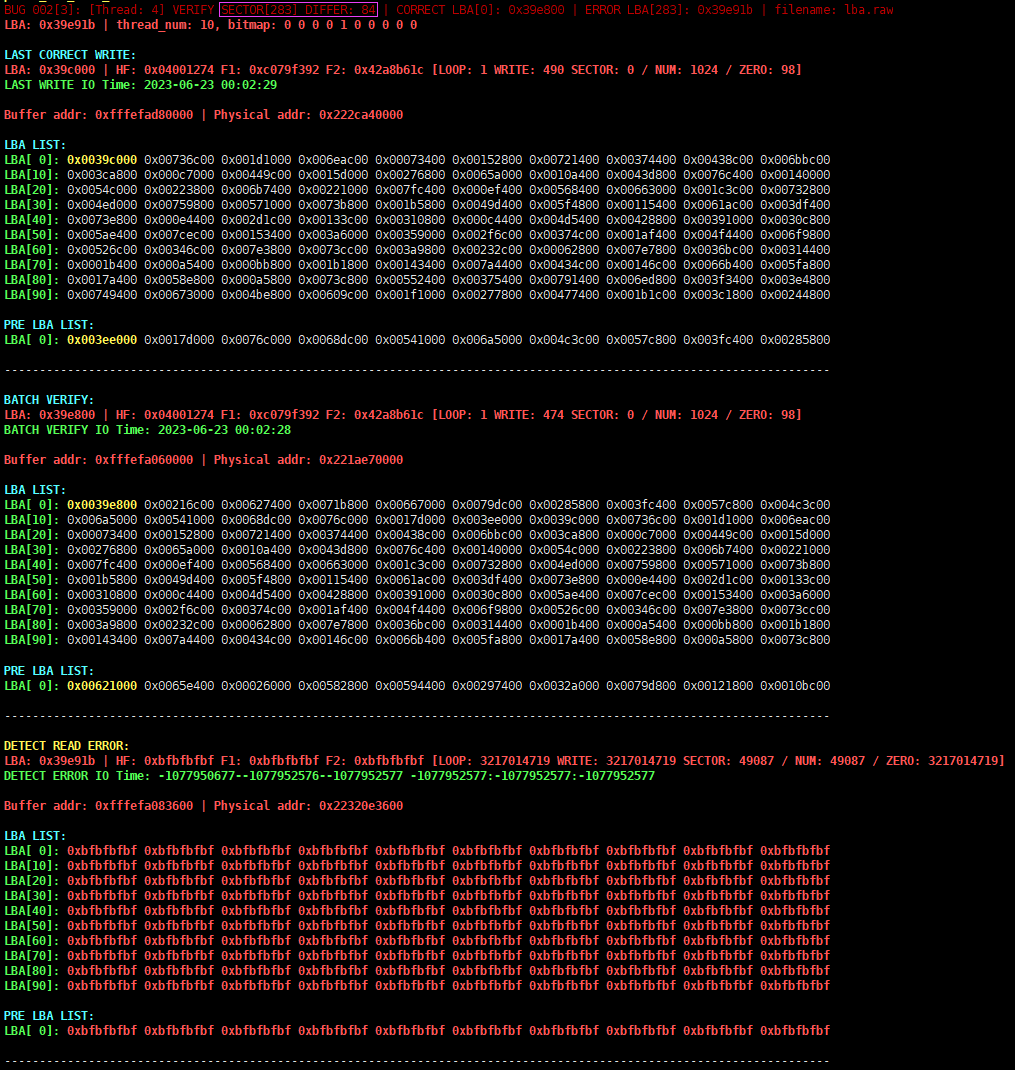 BUG 002[3]: [Thread: 4] VERIFY SECTOR[283] DIFFER: 84 | CORRECT LBA[0]: 0x39e800 | ERROR LBA[283]: 0x39e91b | filename: lba.raw
LBA: 0x39e91b | thread_num: 10, bitmap: 0 0 0 0 1 0 0 0 0 0
LAST CORRECT WRITE:
LBA: 0x39c000 | HF: 0x04001274 F1: 0xc079f392 F2: 0x42a8b61c [LOOP: 1 WRITE: 490 SECTOR: 0 / NUM: 1024 / ZERO: 98]
LAST WRITE IO Time: 2023-06-23 00:02:29
Buffer addr: 0xfffefad80000 | Physical addr: 0x222ca40000
LBA LIST:
LBA[ 0]: 0x0039c000 0x00736c00 0x001d1000 0x006eac00 0x00073400 0x00152800 0x00721400 0x00374400 0x00438c00 0x006bbc00
LBA[10]: 0x003ca800 0x000c7000 0x00449c00 0x0015d000 0x00276800 0x0065a000 0x0010a400 0x0043d800 0x0076c400 0x00140000
LBA[20]: 0x0054c000 0x00223800 0x006b7400 0x00221000 0x007fc400 0x000ef400 0x00568400 0x00663000 0x001c3c00 0x00732800
LBA[30]: 0x004ed000 0x00759800 0x00571000 0x0073b800 0x001b5800 0x0049d400 0x005f4800 0x00115400 0x0061ac00 0x003df400
LBA[40]: 0x0073e800 0x000e4400 0x002d1c00 0x00133c00 0x00310800 0x000c4400 0x004d5400 0x00428800 0x00391000 0x0030c800
LBA[50]: 0x005ae400 0x007cec00 0x00153400 0x003a6000 0x00359000 0x002f6c00 0x00374c00 0x001af400 0x004f4400 0x006f9800
LBA[60]: 0x00526c00 0x00346c00 0x007e3800 0x0073cc00 0x003a9800 0x00232c00 0x00062800 0x007e7800 0x0036bc00 0x00314400
LBA[70]: 0x0001b400 0x000a5400 0x000bb800 0x001b1800 0x00143400 0x007a4400 0x00434c00 0x00146c00 0x0066b400 0x005fa800
LBA[80]: 0x0017a400 0x0058e800 0x000a5800 0x0073c800 0x00552400 0x00375400 0x00791400 0x006ed800 0x003f3400 0x003e4800
LBA[90]: 0x00749400 0x00673000 0x004be800 0x00609c00 0x001f1000 0x00277800 0x00477400 0x001b1c00 0x003c1800 0x00244800
PRE LBA LIST:
LBA[ 0]: 0x003ee000 0x0017d000 0x0076c000 0x0068dc00 0x00541000 0x006a5000 0x004c3c00 0x0057c800 0x003fc400 0x00285800
----------------------------------------------------------------------------------------------------------------------
BATCH VERIFY:
LBA: 0x39e800 | HF: 0x04001274 F1: 0xc079f392 F2: 0x42a8b61c [LOOP: 1 WRITE: 474 SECTOR: 0 / NUM: 1024 / ZERO: 98]
BATCH VERIFY IO Time: 2023-06-23 00:02:28
Buffer addr: 0xfffefa060000 | Physical addr: 0x221ae70000
LBA LIST:
LBA[ 0]: 0x0039e800 0x00216c00 0x00627400 0x0071b800 0x00667000 0x0079dc00 0x00285800 0x003fc400 0x0057c800 0x004c3c00
LBA[10]: 0x006a5000 0x00541000 0x0068dc00 0x0076c000 0x0017d000 0x003ee000 0x0039c000 0x00736c00 0x001d1000 0x006eac00
LBA[20]: 0x00073400 0x00152800 0x00721400 0x00374400 0x00438c00 0x006bbc00 0x003ca800 0x000c7000 0x00449c00 0x0015d000
LBA[30]: 0x00276800 0x0065a000 0x0010a400 0x0043d800 0x0076c400 0x00140000 0x0054c000 0x00223800 0x006b7400 0x00221000
LBA[40]: 0x007fc400 0x000ef400 0x00568400 0x00663000 0x001c3c00 0x00732800 0x004ed000 0x00759800 0x00571000 0x0073b800
LBA[50]: 0x001b5800 0x0049d400 0x005f4800 0x00115400 0x0061ac00 0x003df400 0x0073e800 0x000e4400 0x002d1c00 0x00133c00
LBA[60]: 0x00310800 0x000c4400 0x004d5400 0x00428800 0x00391000 0x0030c800 0x005ae400 0x007cec00 0x00153400 0x003a6000
LBA[70]: 0x00359000 0x002f6c00 0x00374c00 0x001af400 0x004f4400 0x006f9800 0x00526c00 0x00346c00 0x007e3800 0x0073cc00
LBA[80]: 0x003a9800 0x00232c00 0x00062800 0x007e7800 0x0036bc00 0x00314400 0x0001b400 0x000a5400 0x000bb800 0x001b1800
LBA[90]: 0x00143400 0x007a4400 0x00434c00 0x00146c00 0x0066b400 0x005fa800 0x0017a400 0x0058e800 0x000a5800 0x0073c800
PRE LBA LIST:
LBA[ 0]: 0x00621000 0x0065e400 0x00026000 0x00582800 0x00594400 0x00297400 0x0032a000 0x0079d800 0x00121800 0x0010bc00
----------------------------------------------------------------------------------------------------------------------
DETECT READ ERROR:
LBA: 0x39e91b | HF: 0xbfbfbfbf F1: 0xbfbfbfbf F2: 0xbfbfbfbf [LOOP: 3217014719 WRITE: 3217014719 SECTOR: 49087 / NUM: 49087 / ZERO: 3217014719]
DETECT ERROR IO Time: -1077950677--1077952576--1077952577 -1077952577:-1077952577:-1077952577
Buffer addr: 0xfffefa083600 | Physical addr: 0x22320e3600
LBA LIST:
LBA[ 0]: 0xbfbfbfbf 0xbfbfbfbf 0xbfbfbfbf 0xbfbfbfbf 0xbfbfbfbf 0xbfbfbfbf 0xbfbfbfbf 0xbfbfbfbf 0xbfbfbfbf 0xbfbfbfbf
LBA[10]: 0xbfbfbfbf 0xbfbfbfbf 0xbfbfbfbf 0xbfbfbfbf 0xbfbfbfbf 0xbfbfbfbf 0xbfbfbfbf 0xbfbfbfbf 0xbfbfbfbf 0xbfbfbfbf
LBA[20]: 0xbfbfbfbf 0xbfbfbfbf 0xbfbfbfbf 0xbfbfbfbf 0xbfbfbfbf 0xbfbfbfbf 0xbfbfbfbf 0xbfbfbfbf 0xbfbfbfbf 0xbfbfbfbf
LBA[30]: 0xbfbfbfbf 0xbfbfbfbf 0xbfbfbfbf 0xbfbfbfbf 0xbfbfbfbf 0xbfbfbfbf 0xbfbfbfbf 0xbfbfbfbf 0xbfbfbfbf 0xbfbfbfbf
LBA[40]: 0xbfbfbfbf 0xbfbfbfbf 0xbfbfbfbf 0xbfbfbfbf 0xbfbfbfbf 0xbfbfbfbf 0xbfbfbfbf 0xbfbfbfbf 0xbfbfbfbf 0xbfbfbfbf
LBA[50]: 0xbfbfbfbf 0xbfbfbfbf 0xbfbfbfbf 0xbfbfbfbf 0xbfbfbfbf 0xbfbfbfbf 0xbfbfbfbf 0xbfbfbfbf 0xbfbfbfbf 0xbfbfbfbf
LBA[60]: 0xbfbfbfbf 0xbfbfbfbf 0xbfbfbfbf 0xbfbfbfbf 0xbfbfbfbf 0xbfbfbfbf 0xbfbfbfbf 0xbfbfbfbf 0xbfbfbfbf 0xbfbfbfbf
LBA[70]: 0xbfbfbfbf 0xbfbfbfbf 0xbfbfbfbf 0xbfbfbfbf 0xbfbfbfbf 0xbfbfbfbf 0xbfbfbfbf 0xbfbfbfbf 0xbfbfbfbf 0xbfbfbfbf
LBA[80]: 0xbfbfbfbf 0xbfbfbfbf 0xbfbfbfbf 0xbfbfbfbf 0xbfbfbfbf 0xbfbfbfbf 0xbfbfbfbf 0xbfbfbfbf 0xbfbfbfbf 0xbfbfbfbf
LBA[90]: 0xbfbfbfbf 0xbfbfbfbf 0xbfbfbfbf 0xbfbfbfbf 0xbfbfbfbf 0xbfbfbfbf 0xbfbfbfbf 0xbfbfbfbf 0xbfbfbfbf 0xbfbfbfbf
PRE LBA LIST:
LBA[ 0]: 0xbfbfbfbf 0xbfbfbfbf 0xbfbfbfbf 0xbfbfbfbf 0xbfbfbfbf 0xbfbfbfbf 0xbfbfbfbf 0xbfbfbfbf 0xbfbfbfbf 0xbfbfbfbf
----------------------------------------------------------------------------------------------------------------------